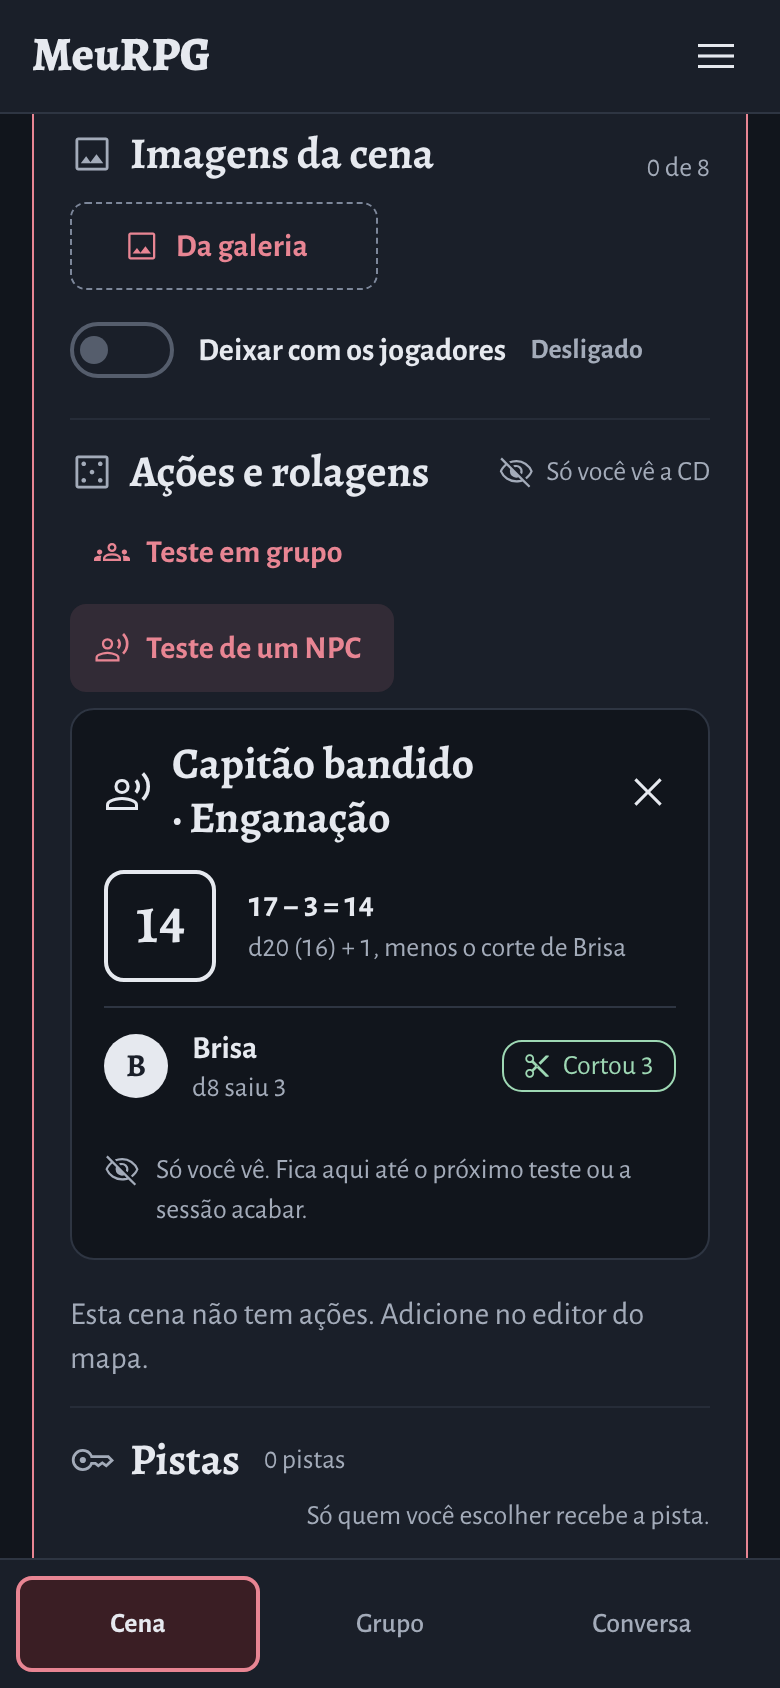 MeuRPG
Imagens da cena
0 de 8
Da galeria
Deixar com os jogadores Desligado
Ações e rolagens
Só você vê a CD
Teste em grupo
Teste de um NPC
Capitão bandido
· Enganação
14
17 – 3 = 14
d20 (16) + 1, menos o corte de Brisa
B
Brisa
d8 saiu 3
Cortou 3
Só você vê. Fica aqui até o próximo teste ou a
sessão acabar.
Esta cena não tem ações. Adicione no editor do
mapa.
Pistas 0 pistas
Só quem você escolher recebe a pista.
Cena Grupo Conversa